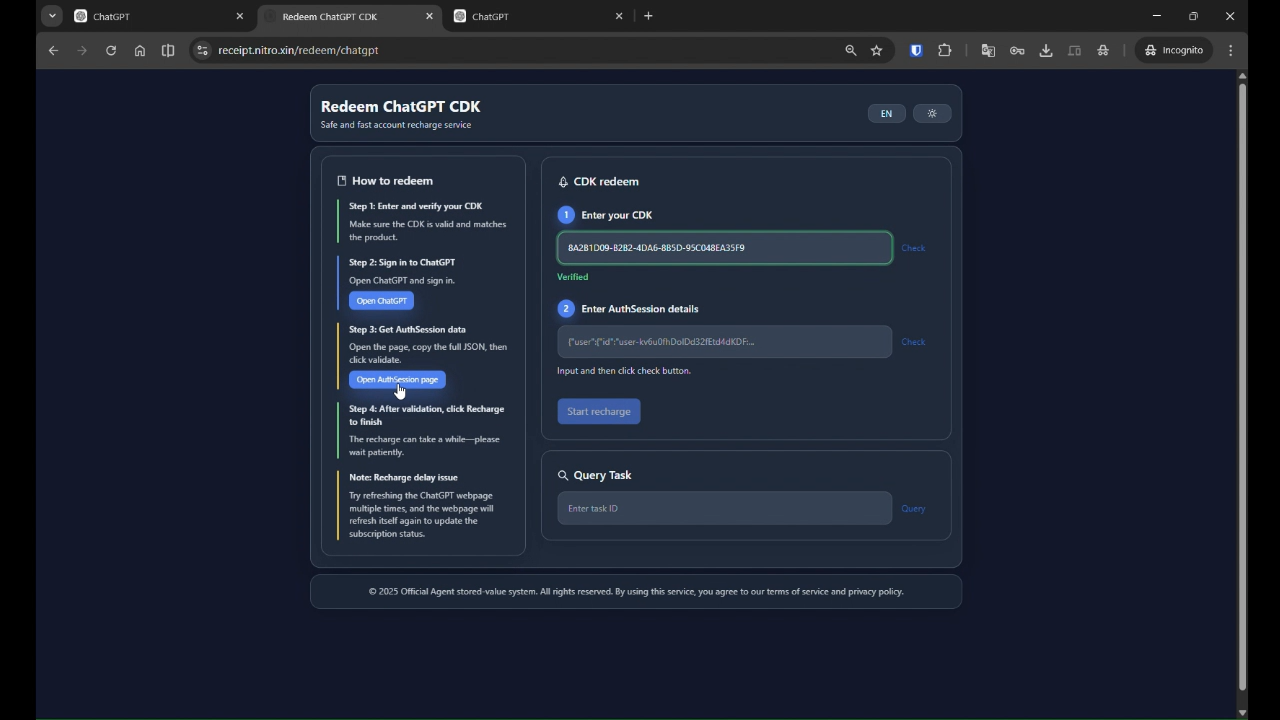 ChatGPT
Redeem ChatGPT CDK
ChatGPT
receipt.nitro.xin/redeem/chatgpt
Incognito
Redeem ChatGPT CDK
Safe and fast account recharge service
EN
How to redeem
Step 1: Enter and verify your CDK
Make sure the CDK is valid and matches
the product.
Step 2: Sign in to ChatGPT
Open ChatGPT and sign in.
Open ChatGPT
Step 3: Get AuthSession data
Open the page, copy the full JSON, then
click validate.
Open AuthSession page
Step 4: After validation, click Recharge
to finish
The recharge can take a while—please
wait patiently.
Note: Recharge delay issue
Try refreshing the ChatGPT webpage
multiple times, and the webpage will
refresh itself again to update the
subscription status.
CDK redeem
1 Enter your CDK
8A2B1D09-B2B2-4DA6-8B5D-95C048EA35F9
Check
Verified
2 Enter AuthSession details
{"user":{"id":"user-kv6u0fhDolDd32fEtd4dKDF:...
Check
Input and then click check button.
Start recharge
Query Task
Enter task ID
Query
© 2025 Official Agent stored-value system. All rights reserved. By using this service, you agree to our terms of service and privacy policy.